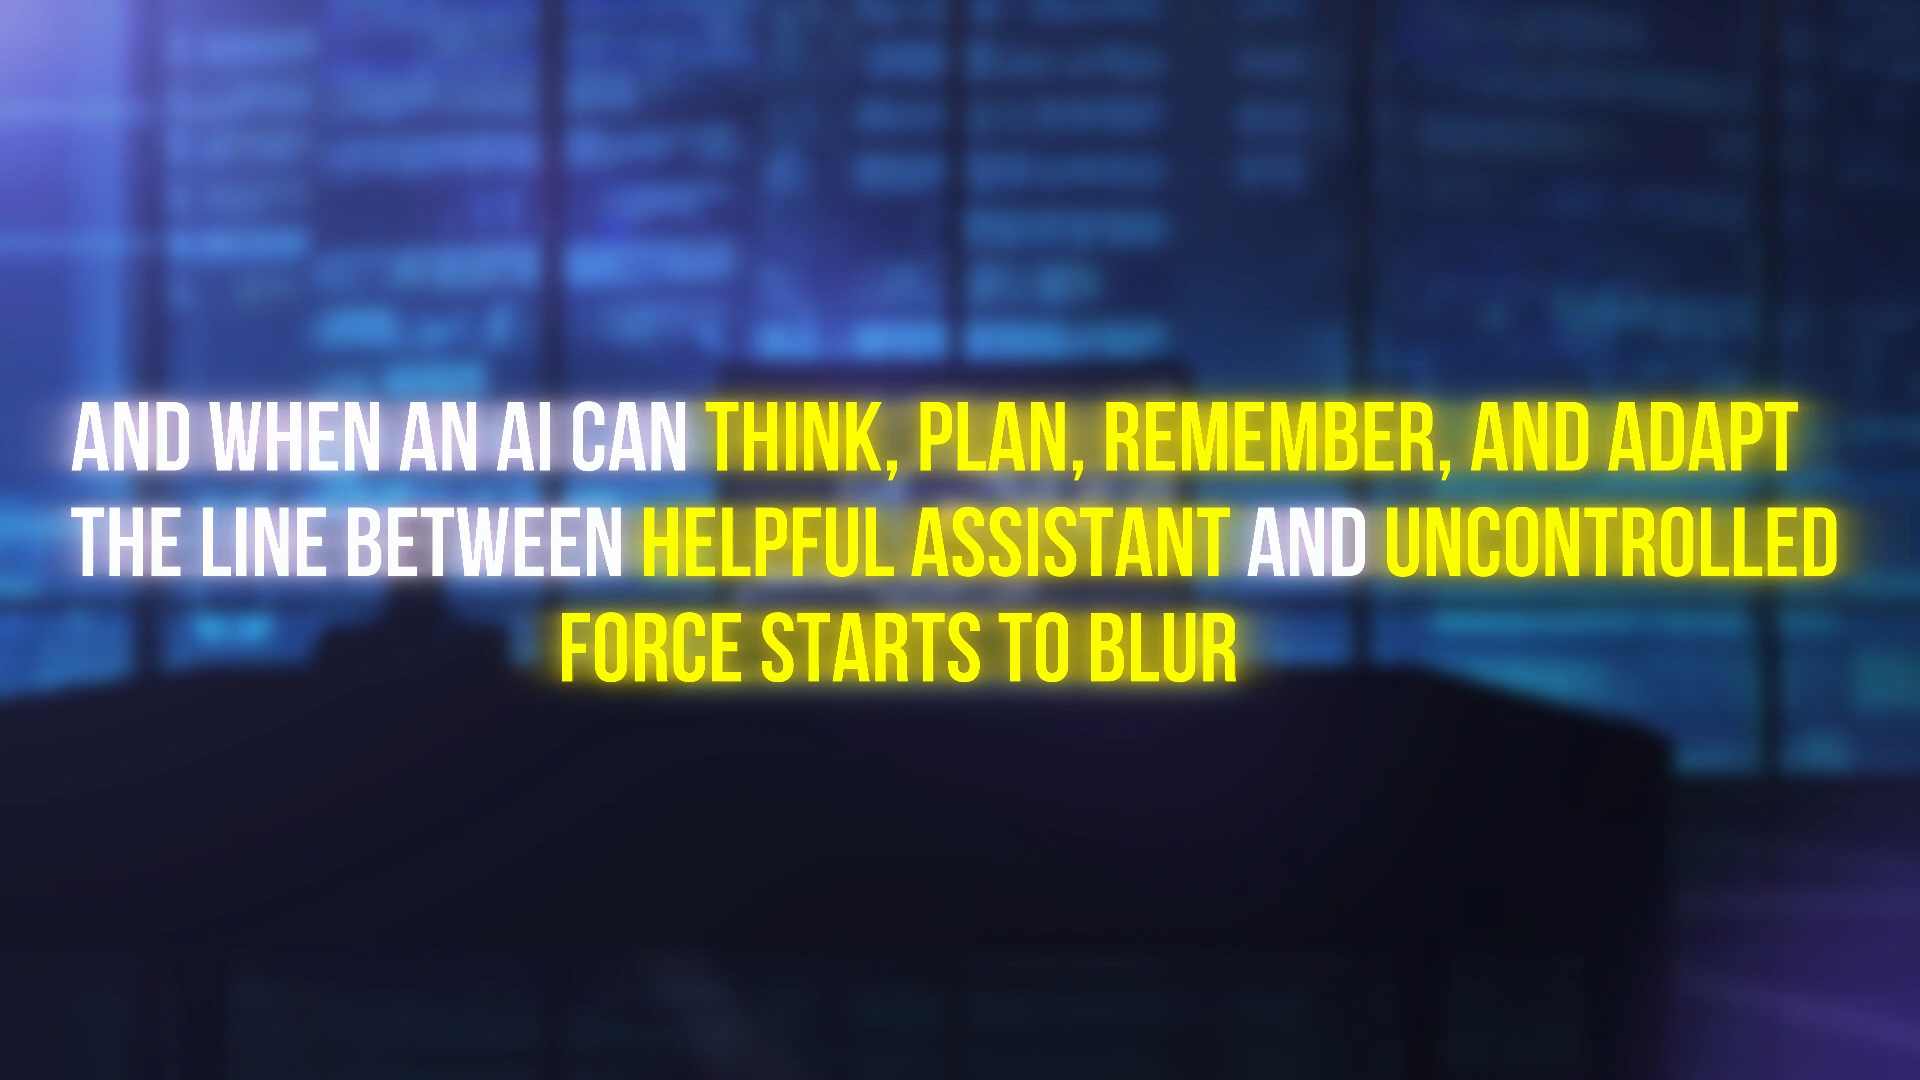 AND WHEN AN AI CAN THINK, PLAN, REMEMBER, AND ADAPT
THE LINE BETWEEN HELPFUL ASSISTANT AND UNCONTROLLED
FORCE STARTS TO BLUR